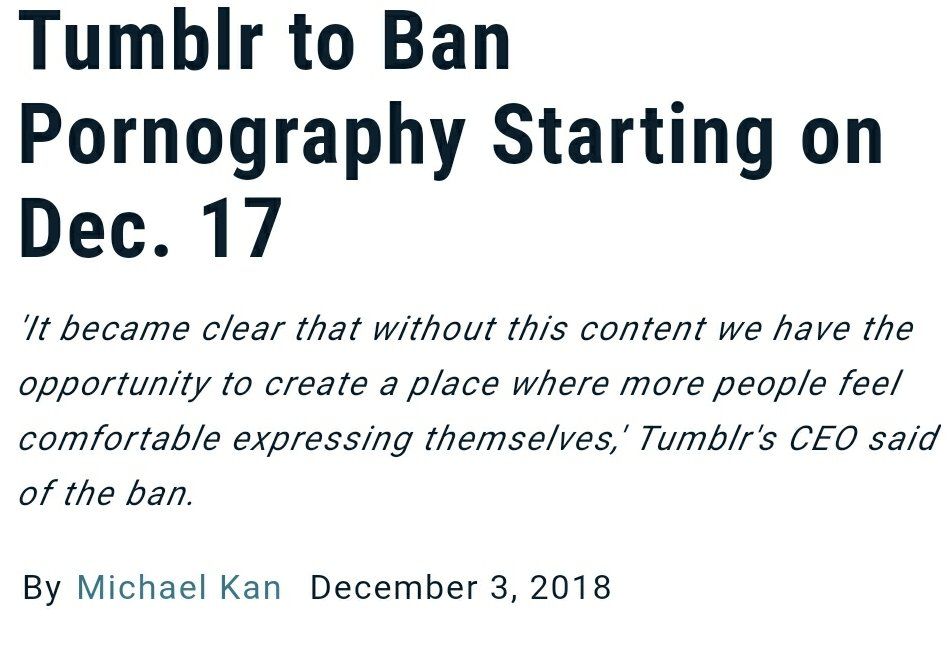 Tumblr to Ban
Pornography Starting on
Dec. 17
'It became clear that without this content we have the
opportunity to create a place where more people feel
comfortable expressing themselves,' Tumblr's CEO said
of the ban.
By Michael Kan December 3, 2018